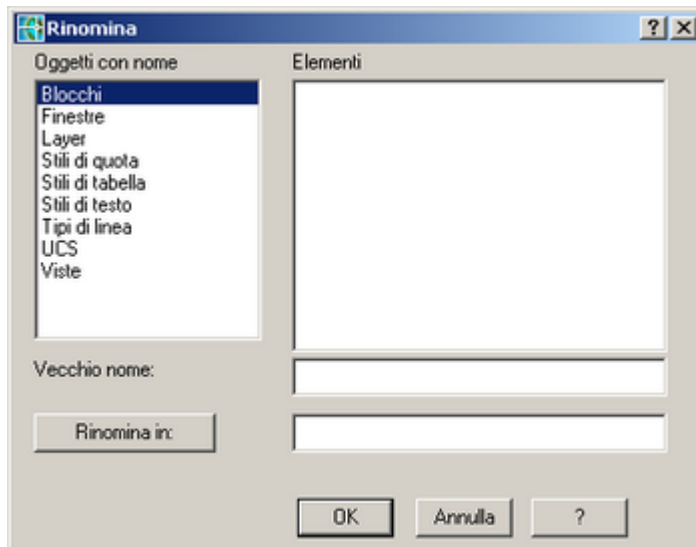 Rinomina
Oggetti con nome
Elementi
Blocchi
Finestre
Layer
Stili di quota
Stili di tabella
Stili di testo
Tipi di linea
UCS
Viste
Vecchio nome:
Rinomina in:
OK
Annulla
?